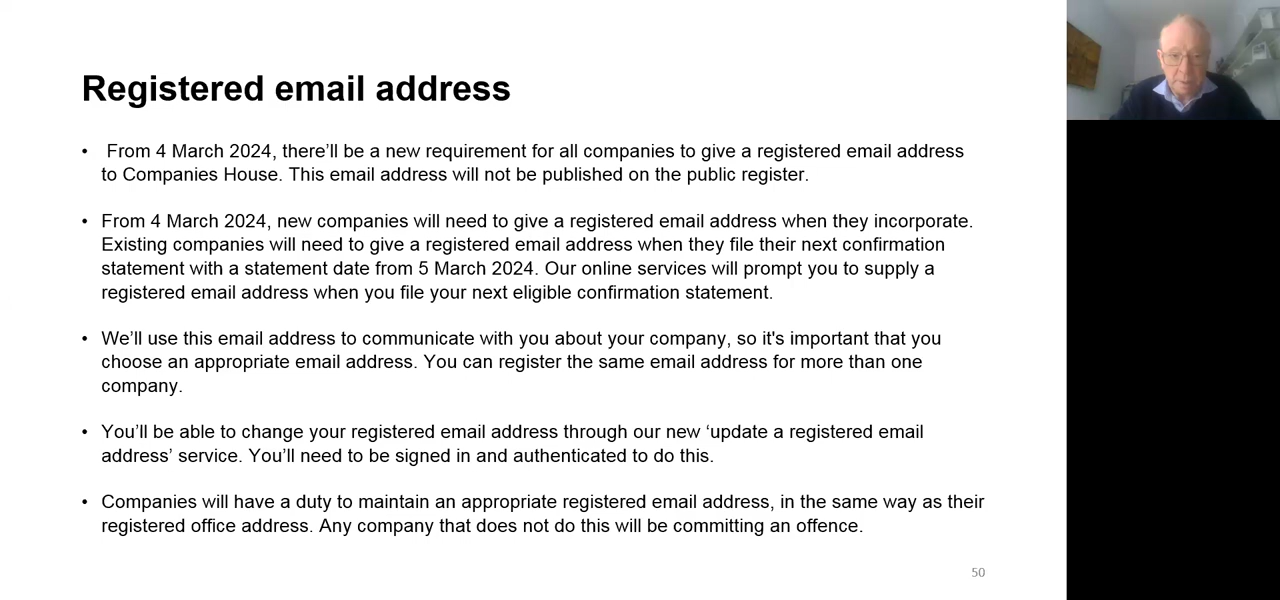 Registered email address
• From 4 March 2024, there’ll be a new requirement for all companies to give a registered email address
to Companies House. This email address will not be published on the public register.
• From 4 March 2024, new companies will need to give a registered email address when they incorporate.
Existing companies will need to give a registered email address when they file their next confirmation
statement with a statement date from 5 March 2024. Our online services will prompt you to supply a
registered email address when you file your next eligible confirmation statement.
• We’ll use this email address to communicate with you about your company, so it's important that you
choose an appropriate email address. You can register the same email address for more than one
company.
• You’ll be able to change your registered email address through our new ‘update a registered email
address’ service. You’ll need to be signed in and authenticated to do this.
• Companies will have a duty to maintain an appropriate registered email address, in the same way as their
registered office address. Any company that does not do this will be committing an offence.
50